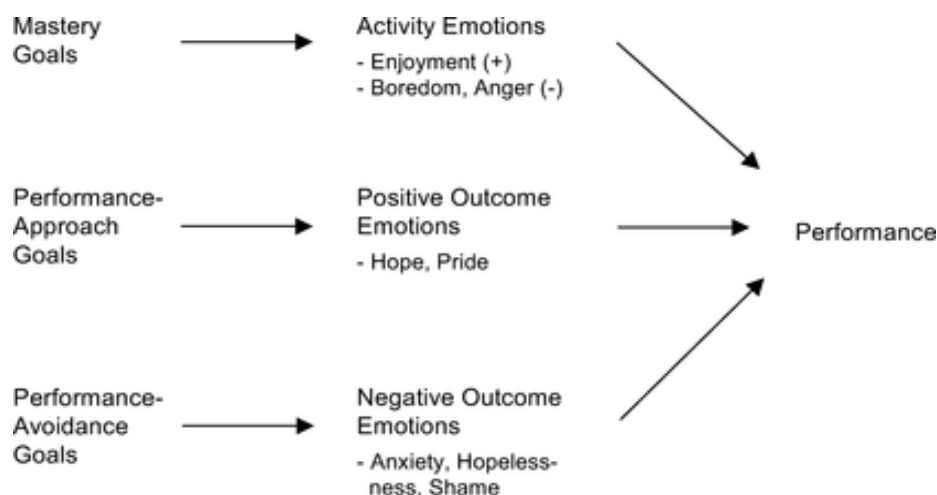 Mastery
Goals
Activity Emotions
- Enjoyment (+)
- Boredom, Anger (-)
Performance-
Approach
Goals
Positive Outcome
Emotions
- Hope, Pride
Performance
Performance-
Avoidance
Goals
Negative Outcome
Emotions
- Anxiety, Hopeless-
ness, Shame